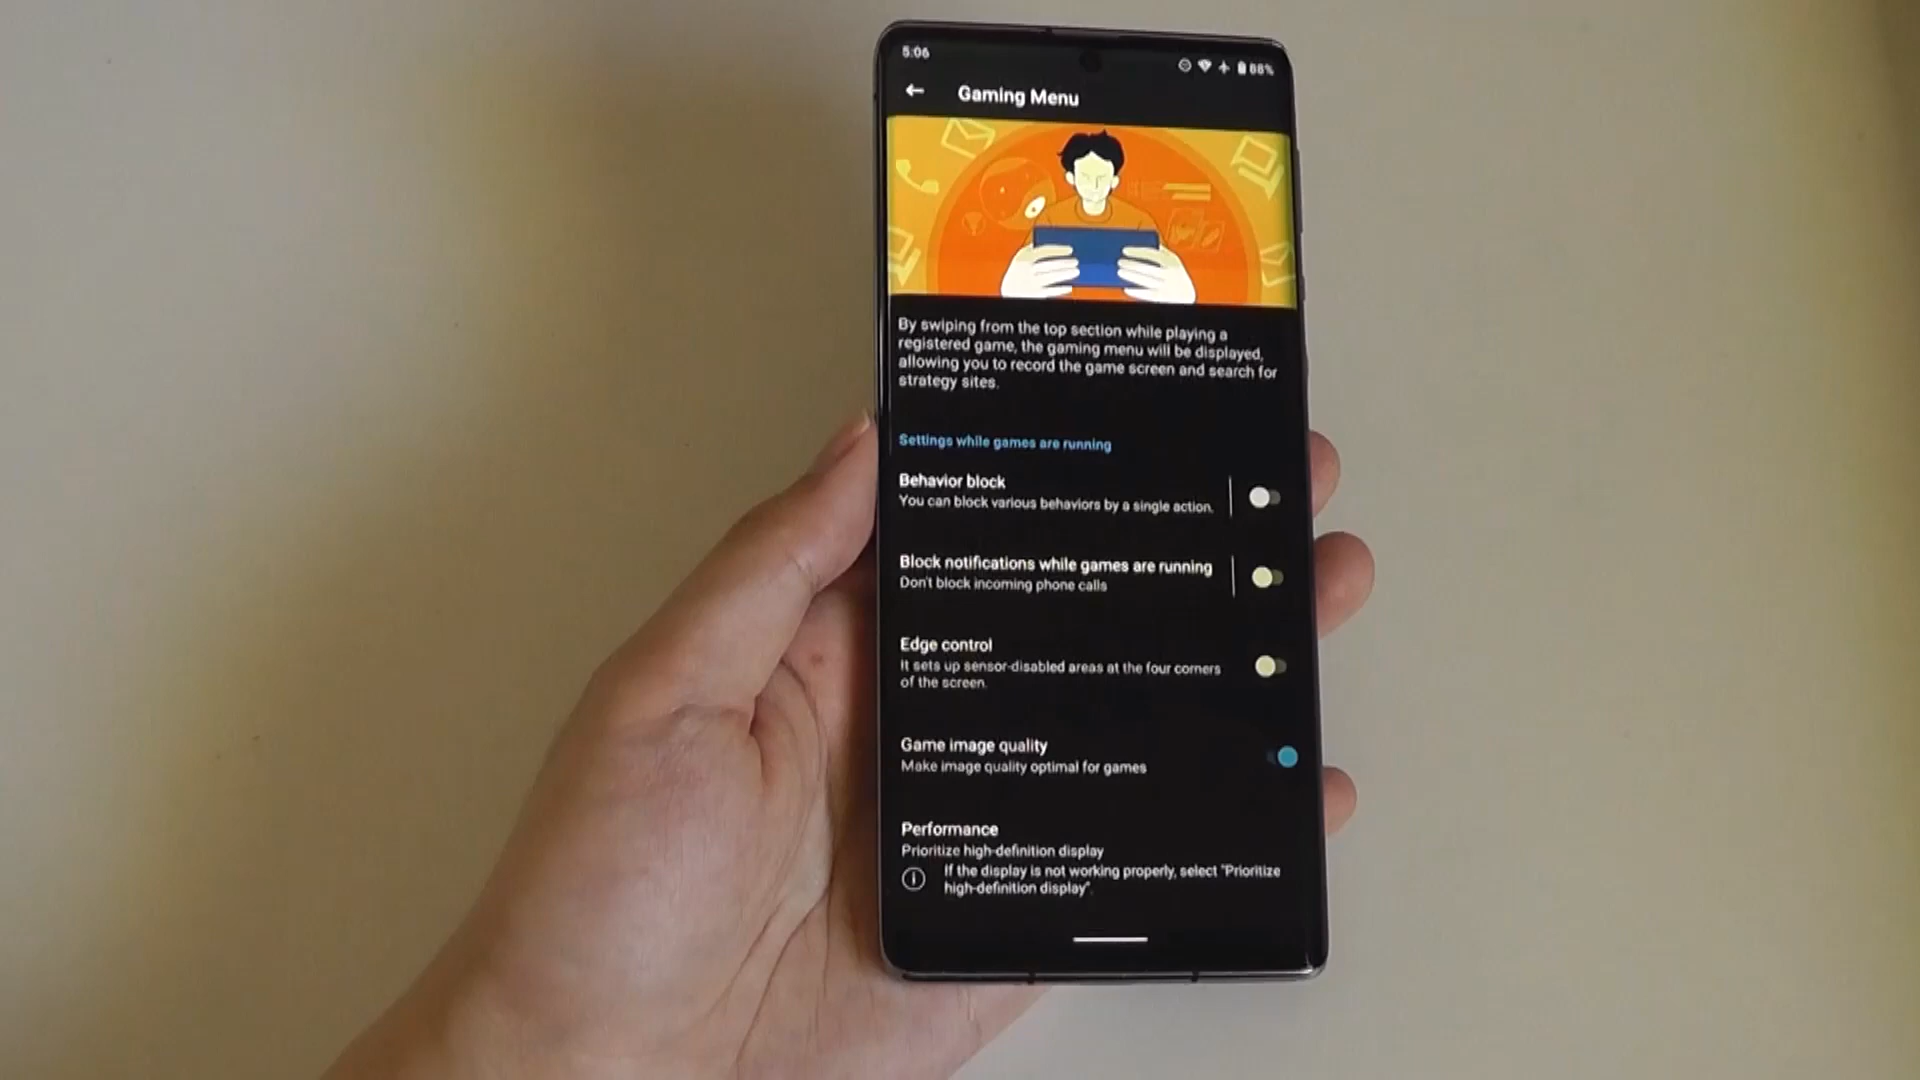 5:06
68%
Gaming Menu
By swiping from the top section while playing a
registered game, the gaming menu will be displayed,
allowing you to record the game screen and search for
strategy sites.
Settings while games are running
Behavior block
You can block various behaviors by a single action.
Block notifications while games are running
Don't block incoming phone calls
Edge control
It sets up sensor-disabled areas at the four corners
of the screen.
Game image quality
Make image quality optimal for games
Performance
Prioritize high-definition display
If the display is not working properly, select "Prioritize
high-definition display".